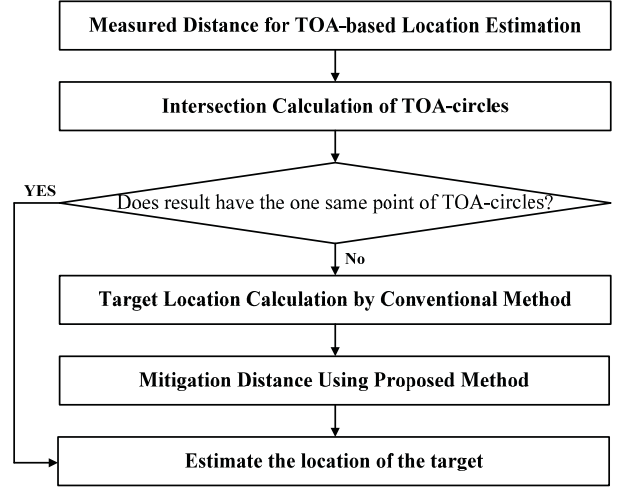 Measured Distance for TOA-based Location Estimation
Intersection Calculation of TOA-circles
YES
Does result have the one same point of TOA-circles?
No
Target Location Calculation by Conventional Method
Mitigation Distance Using Proposed Method
Estimate the location of the target